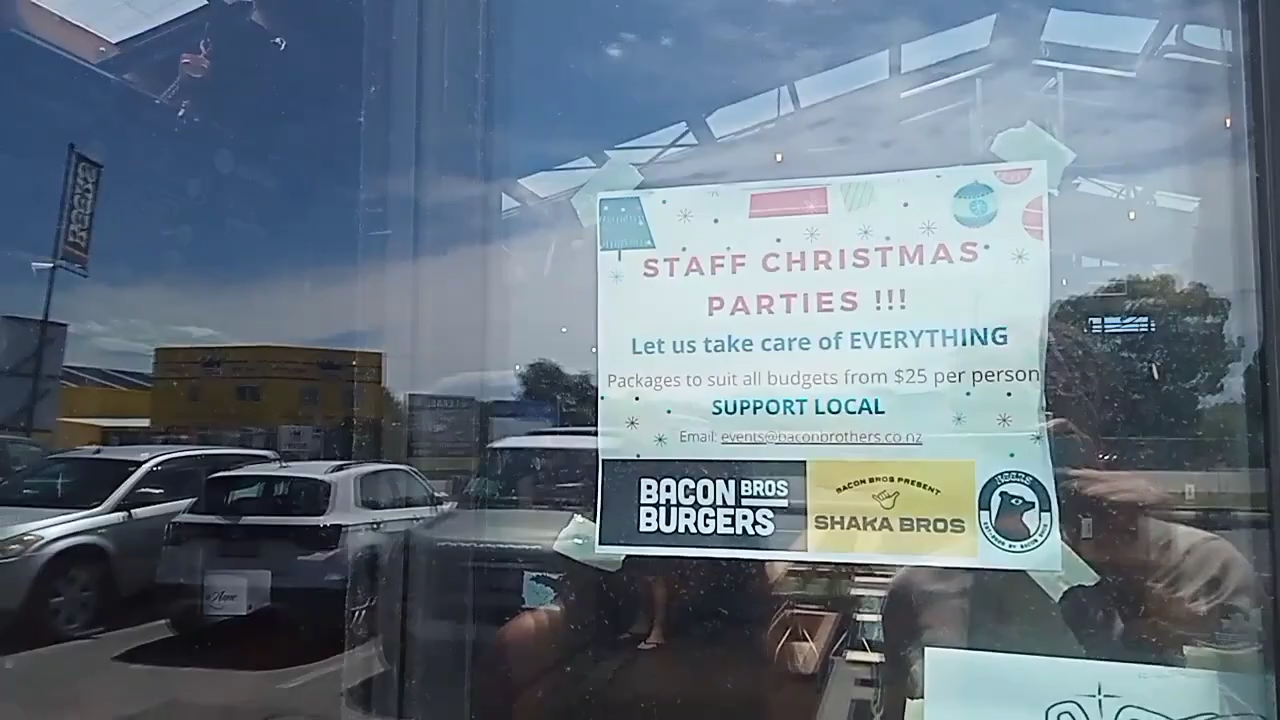 STAFF CHRISTMAS
PARTIES !!!
Let us take care of EVERYTHING
Packages to suit all budgets from $25 per person
SUPPORT LOCAL
Email: events@baconbrothers.co.nz
BACON BROS
BURGERS
BACON BROS PRESENT
SHAKA BROS